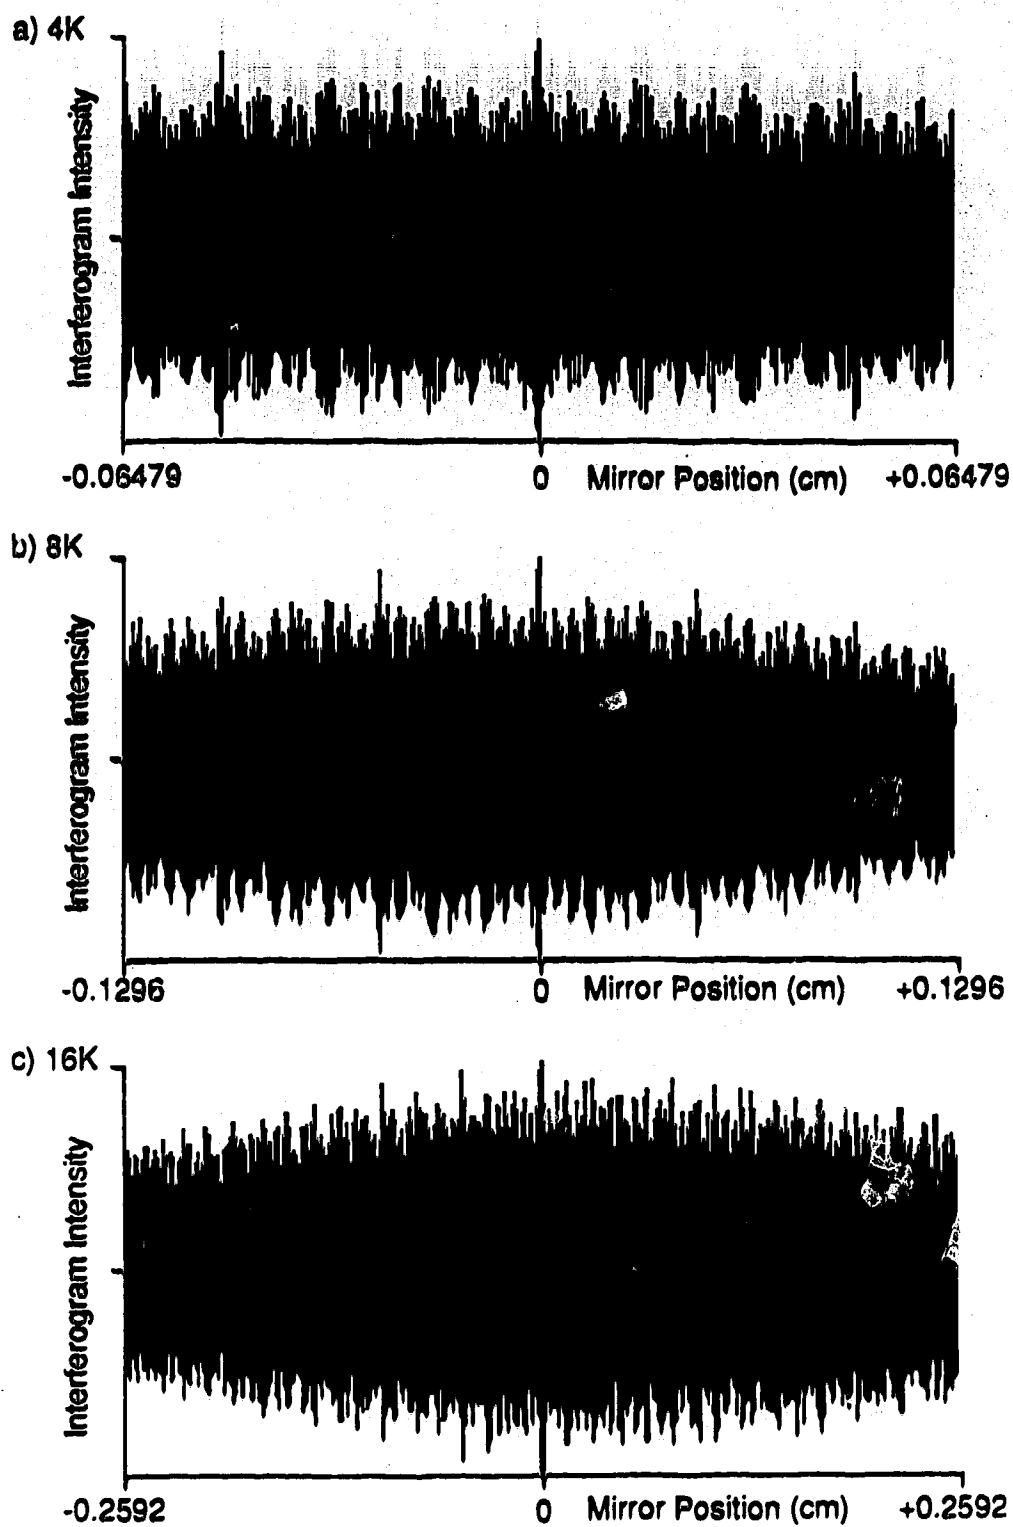 a) 4K
Interferogram Intensity
-0.06479
0
Mirror Position (cm)
+0.06479
b) 8K
Interferogram Intensity
-0.1296
0
Mirror Position (cm)
+0.1296
c) 16K
Interferogram Intensity
-0.2592
0
Mirror Position (cm)
+0.2592